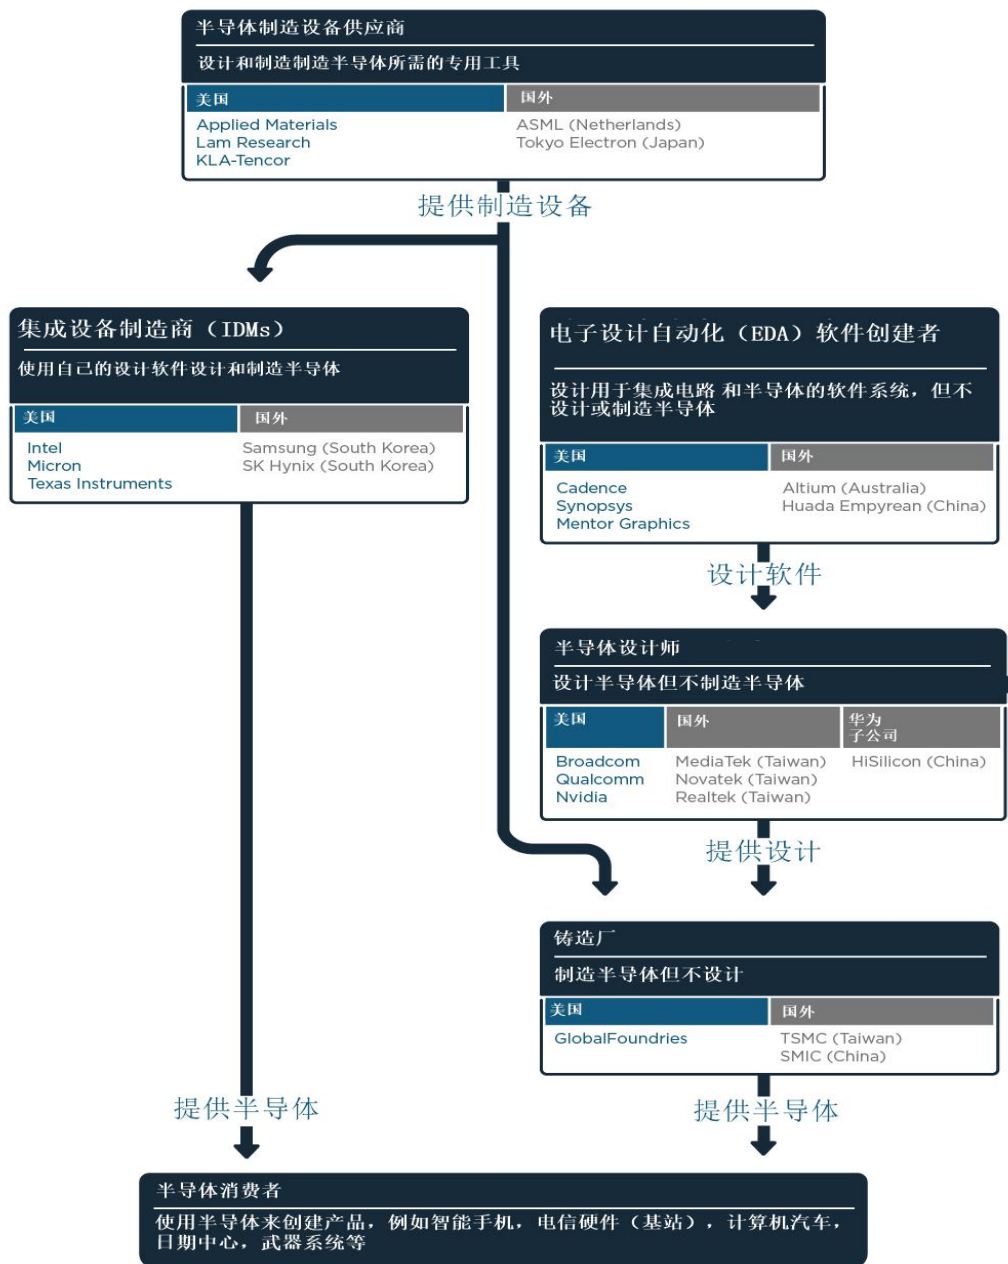 半导体制造设备供应商
设计和制造制造半导体所需的专用工具
美国
国外
Applied Materials
Lam Research
KLA-Tencor
ASML (Netherlands)
Tokyo Electron (Japan)
提供制造设备
集成设备制造商（IDMs）
使用自己的设计软件设计和制造半导体
美国
国外
Intel
Micron
Texas Instruments
Samsung (South Korea)
SK Hynix (South Korea)
电子设计自动化（EDA）软件创建者
设计用于集成电路 和半导体的软件系统，但不
设计或制造半导体
美国
国外
Cadence
Synopsys
Mentor Graphics
Altium (Australia)
Huada Empyrean (China)
设计软件
半导体设计师
设计半导体但不制造半导体
美国
国外
华为
子公司
Broadcom
Qualcomm
Nvidia
MediaTek (Taiwan)
Novatek (Taiwan)
Realtek (Taiwan)
HiSilicon (China)
提供设计
铸造厂
制造半导体但不设计
美国
国外
GlobalFoundries
TSMC (Taiwan)
SMIC (China)
提供半导体
提供半导体
半导体消费者
使用半导体来创建产品，例如智能手机，电信硬件（基站），计算机汽车，
日期中心，武器系统等